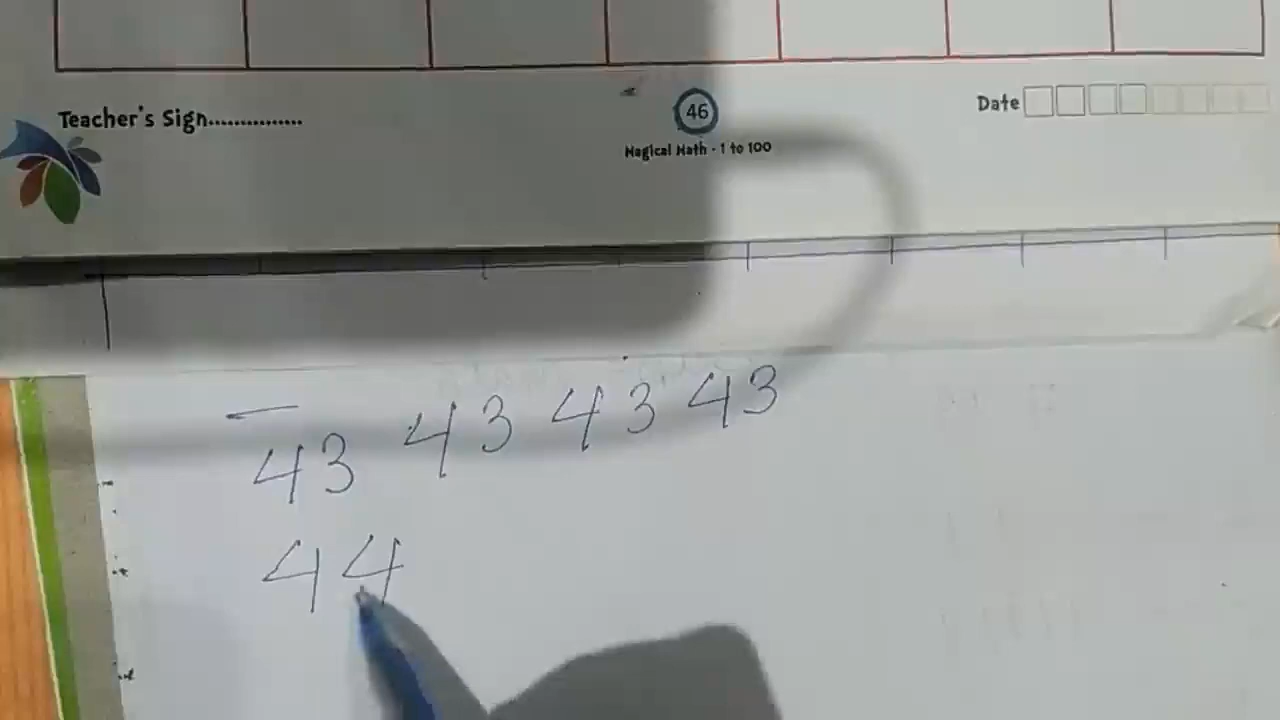 Teacher's Sign...............
46
Date
Magical Math - 1 to 100
43 43 43 43
44